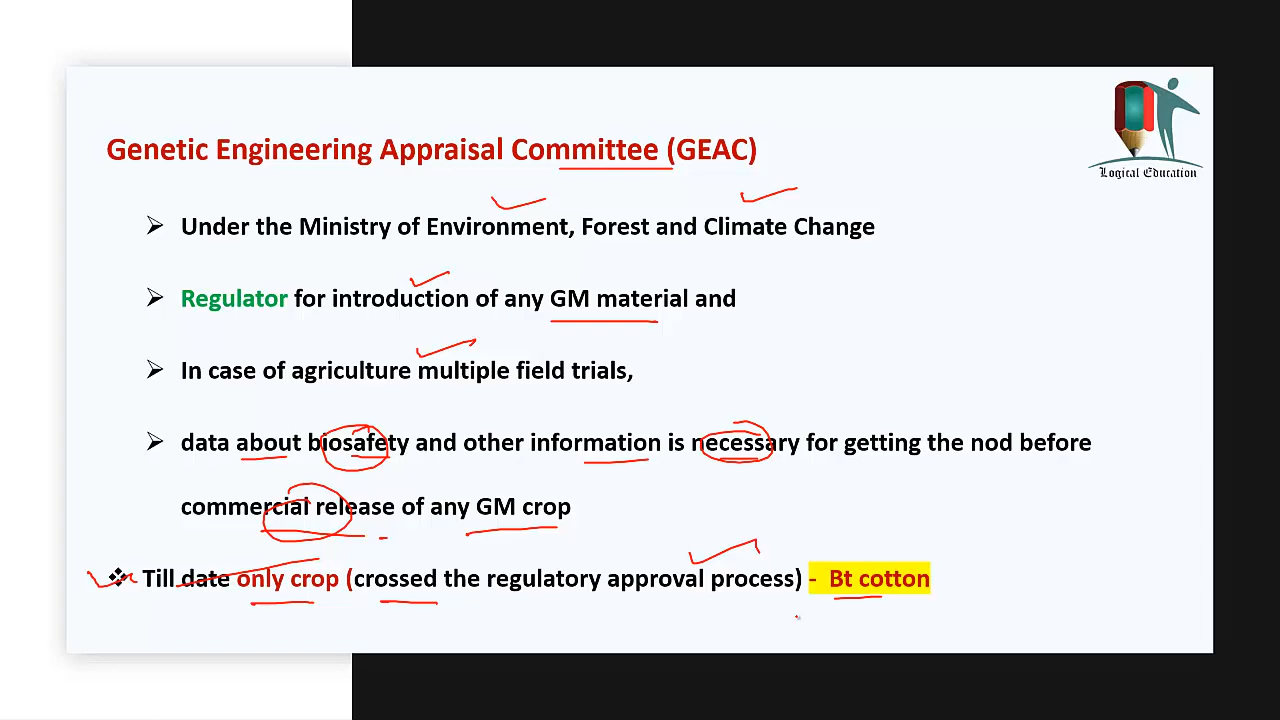 Genetic Engineering Appraisal Committee (GEAC)
Logical Education
Under the Ministry of Environment, Forest and Climate Change
Regulator for introduction of any GM material and
In case of agriculture multiple field trials,
data about biosafety and other information is necessary for getting the nod before
commercial release of any GM crop
Till date only crop (crossed the regulatory approval process) - Bt cotton